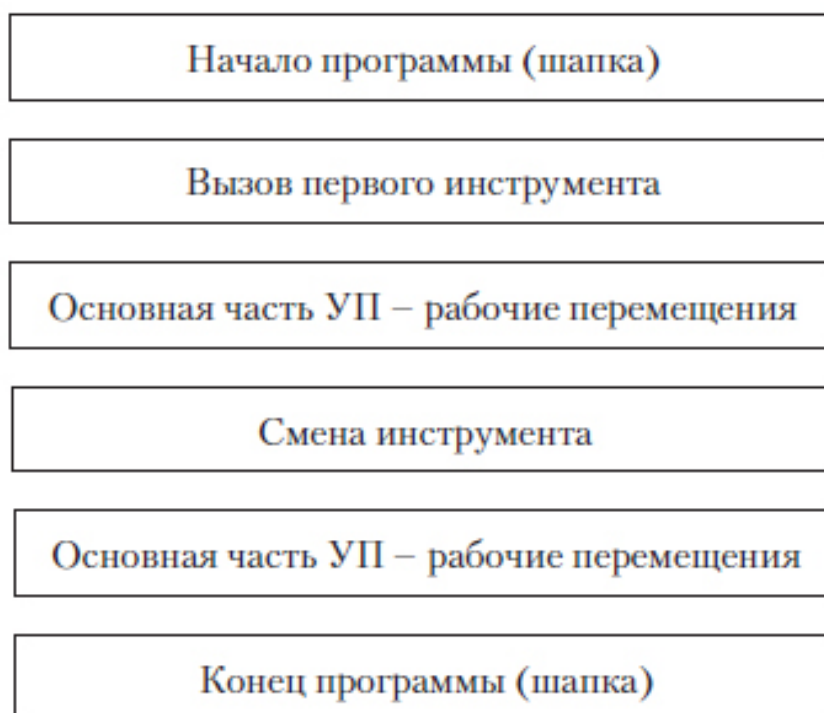 Начало программы (шапка)
Вызов первого инструмента
Основная часть УП – рабочие перемещения
Смена инструмента
Основная часть УП – рабочие перемещения
Конец программы (шапка)